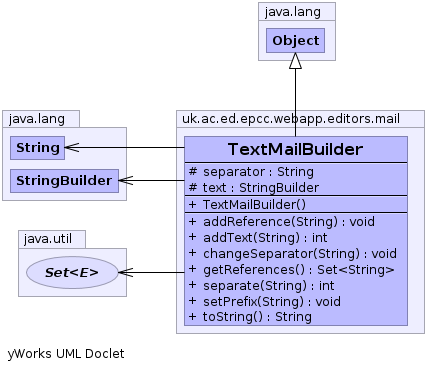 java.lang
Object
java.lang
String
StringBuilder
java.util
Set<E>
uk.ac.ed.epcc.webapp.editors.mail
TextMailBuilder
# separator : String
# text : StringBuilder
+ TextMailBuilder()
+ addReference(String) : void
+ addText(String) : int
+ changeSeparator(String) : void
+ getReferences() : Set<String>
+ separate(String) : int
+ setPrefix(String) : void
+ toString() : String
yWorks UML Doclet